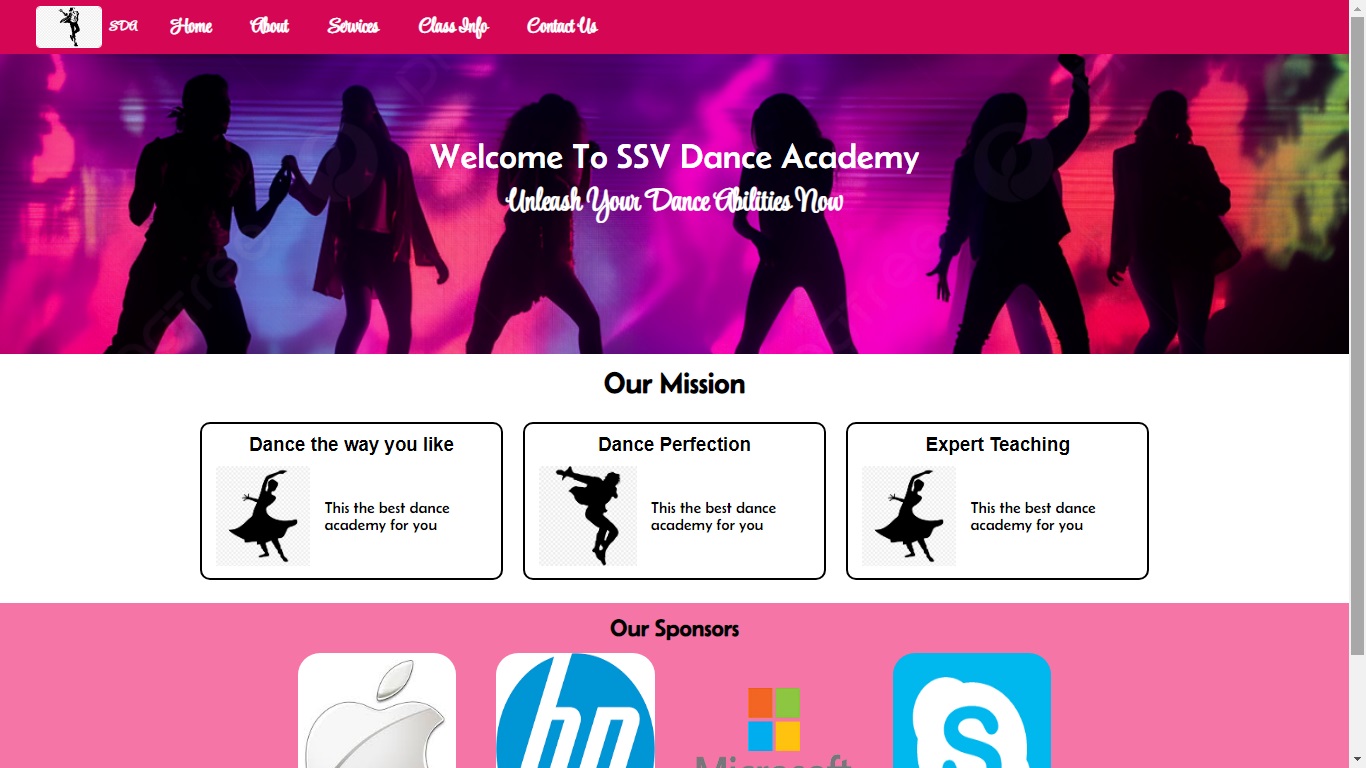 SDA Home About Services Class Info Contact Us
Welcome To SSV Dance Academy
Unleash Your Dance Abilities Now
Our Mission
Dance the way you like
This the best dance
academy for you
Dance Perfection
This the best dance
academy for you
Expert Teaching
This the best dance
academy for you
Our Sponsors
hp
Microsoft
S